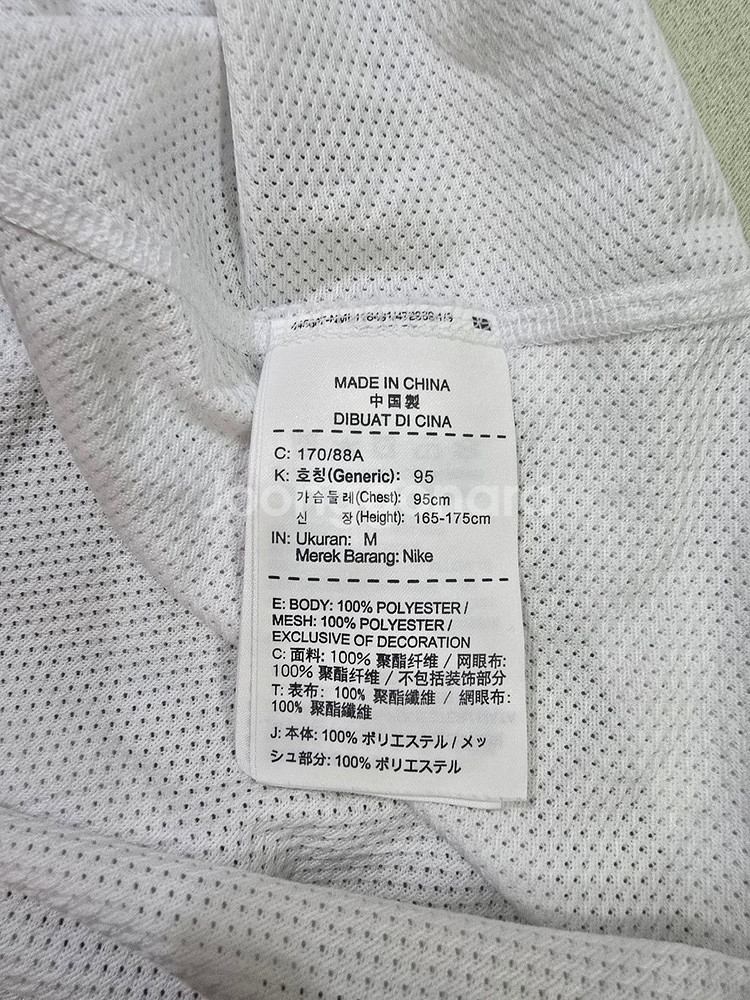 MADE IN CHINA
中国製
DIBUAT DI CINA
C: 170/88A
K: 호칭(Generic): 95
가슴둘레(Chest): 95cm
신 장(Height): 165-175cm
IN: Ukuran: M
Merek Barang: Nike
E: BODY: 100% POLYESTER /
MESH: 100% POLYESTER /
EXCLUSIVE OF DECORATION
C: 面料: 100% 聚酯纤维 / 网眼布:
100% 聚酯纤维 / 不包括装饰部分
T: 表布: 100% 聚酯纖維 / 網眼布:
100% 聚酯纖維
J: 本体: 100% ポリエステル / メッ
シュ部分: 100% ポリエステル